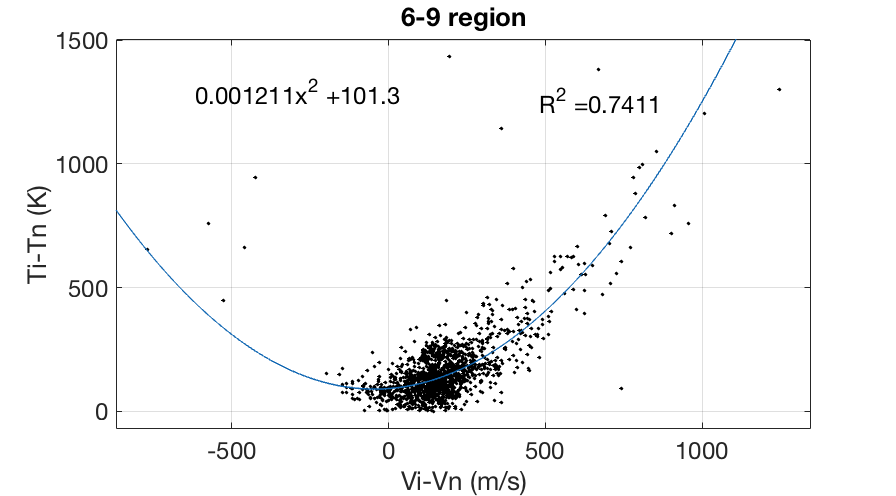 6-9 region
1500
0.001211x² +101.3
R² =0.7411
1000
Ti-Tn (K)
500
0
-500 0 500 1000
Vi-Vn (m/s)